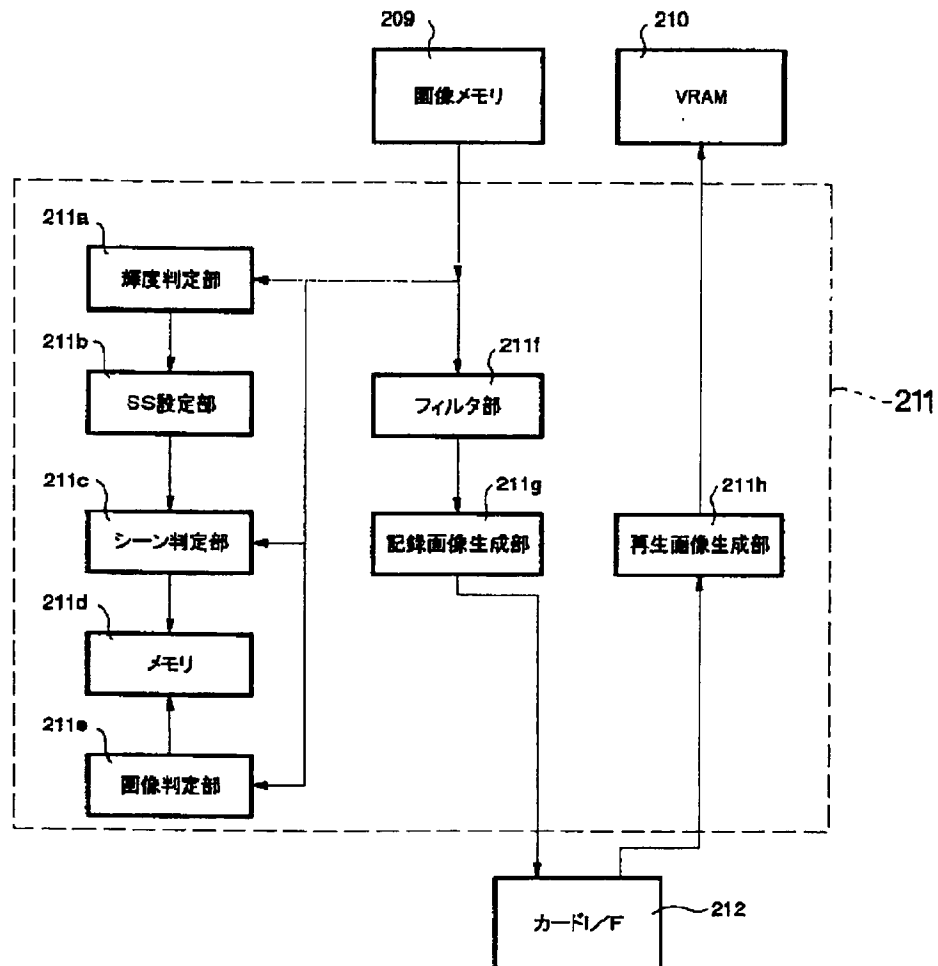 209
210
画像メモリ
VRAM
211a
輝度判定部
211b
211f
SS設定部
フィルタ部
211
211c
211g
211h
シーン判定部
記録画像生成部
再生画像生成部
211d
メモリ
211e
画像判定部
カードI/F
212